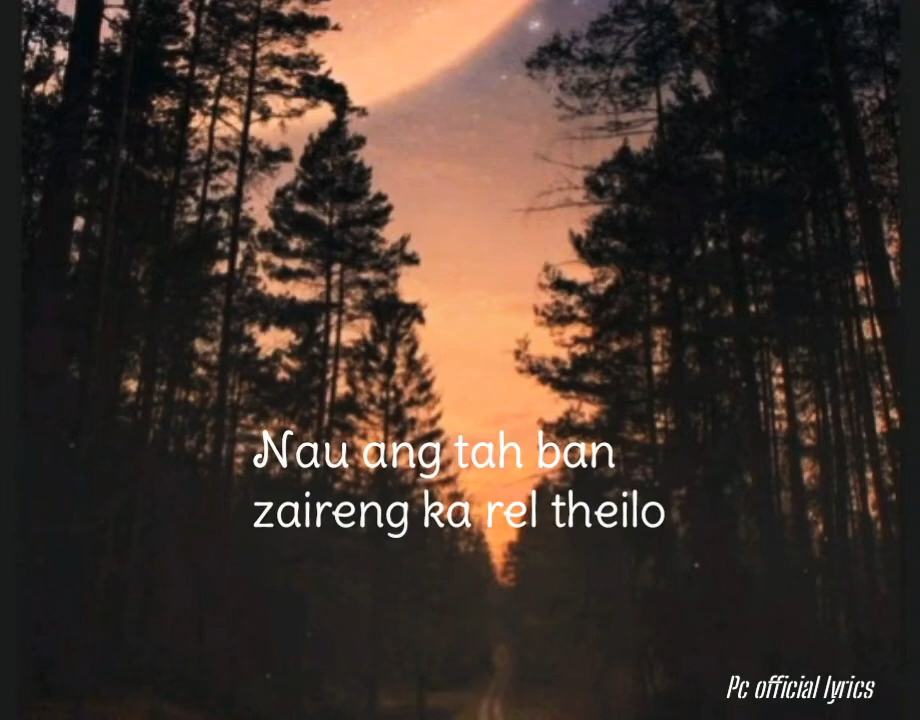 Nau ang tah ban
zaireng ka rel theilo
Pc official lyrics